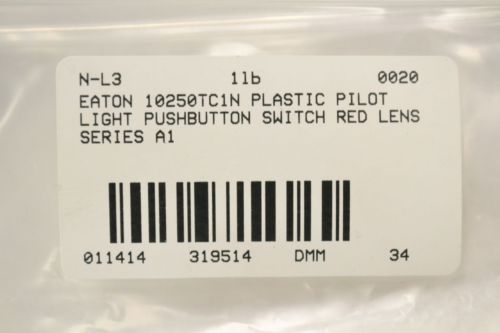 N-L3 1lb 0020
EATON 10250TC1N PLASTIC PILOT
LIGHT PUSHBUTTON SWITCH RED LENS
SERIES A1
011414 319514 DMM 34